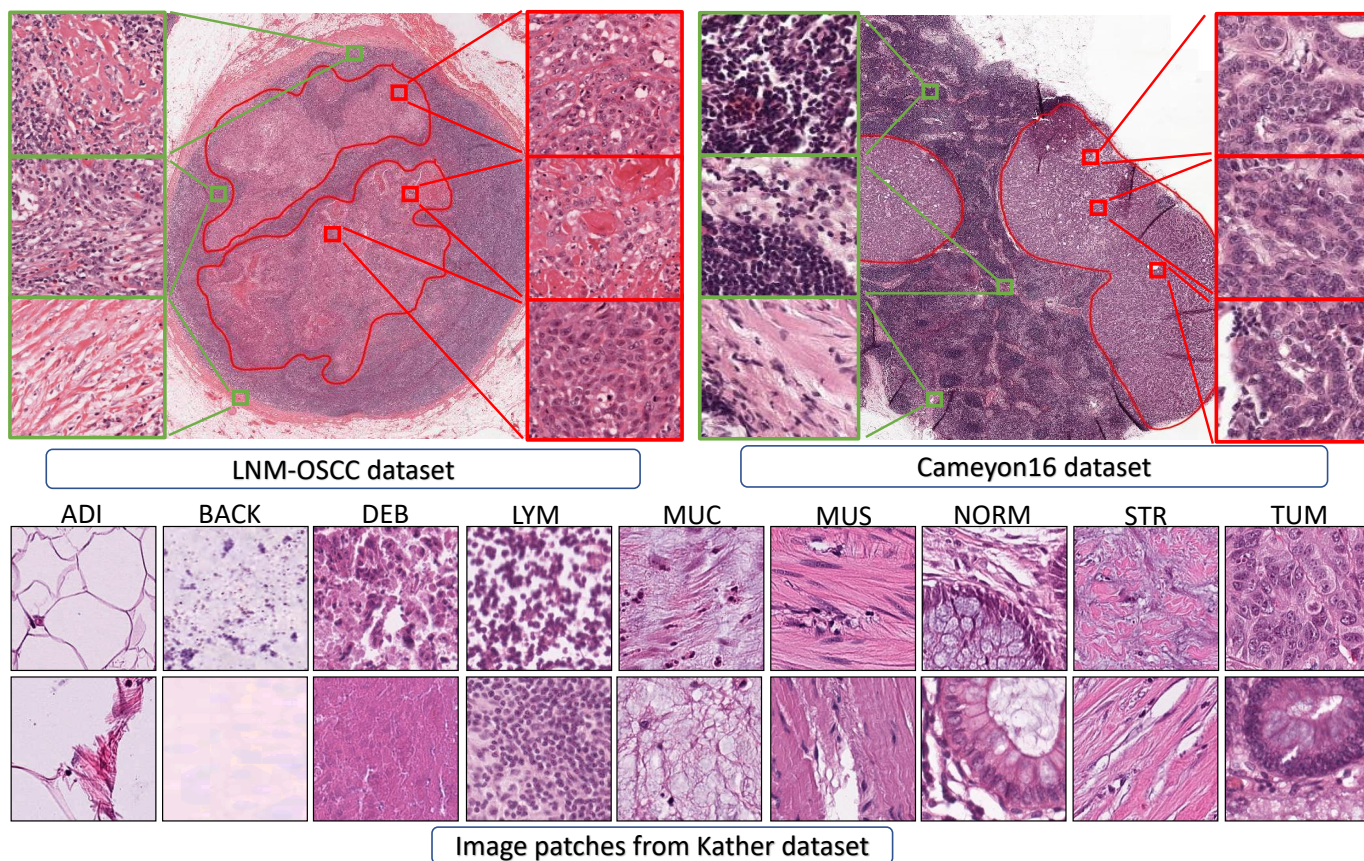 LNM-OSCC dataset
Cameyon16 dataset
ADI BACK DEB LYM MUC MUS NORM STR TUM
Image patches from Kather dataset